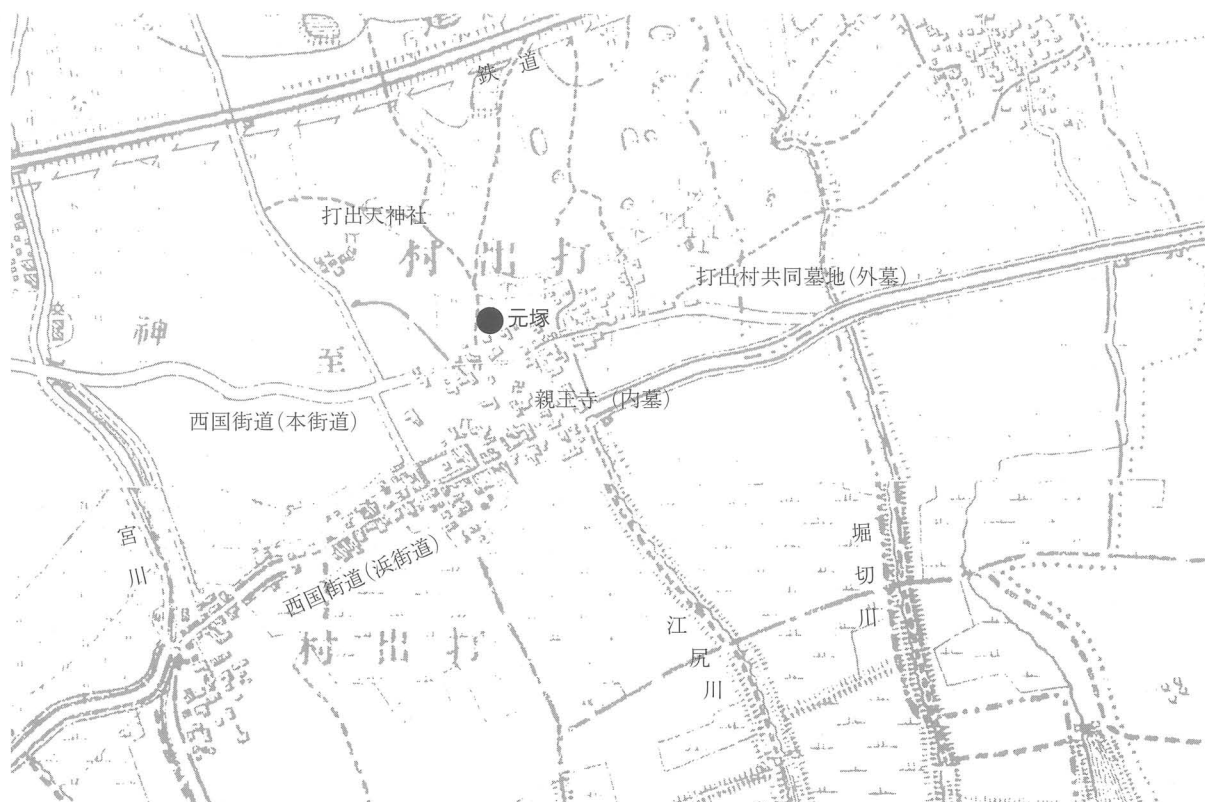 鉄道
打出天神社
村出打
打出村共同墓地(外墓)
元塚
神
至
親王寺(内墓)
西国街道(本街道)
宮川
堀切川
西国街道(浜街道)
江尻川
村出打